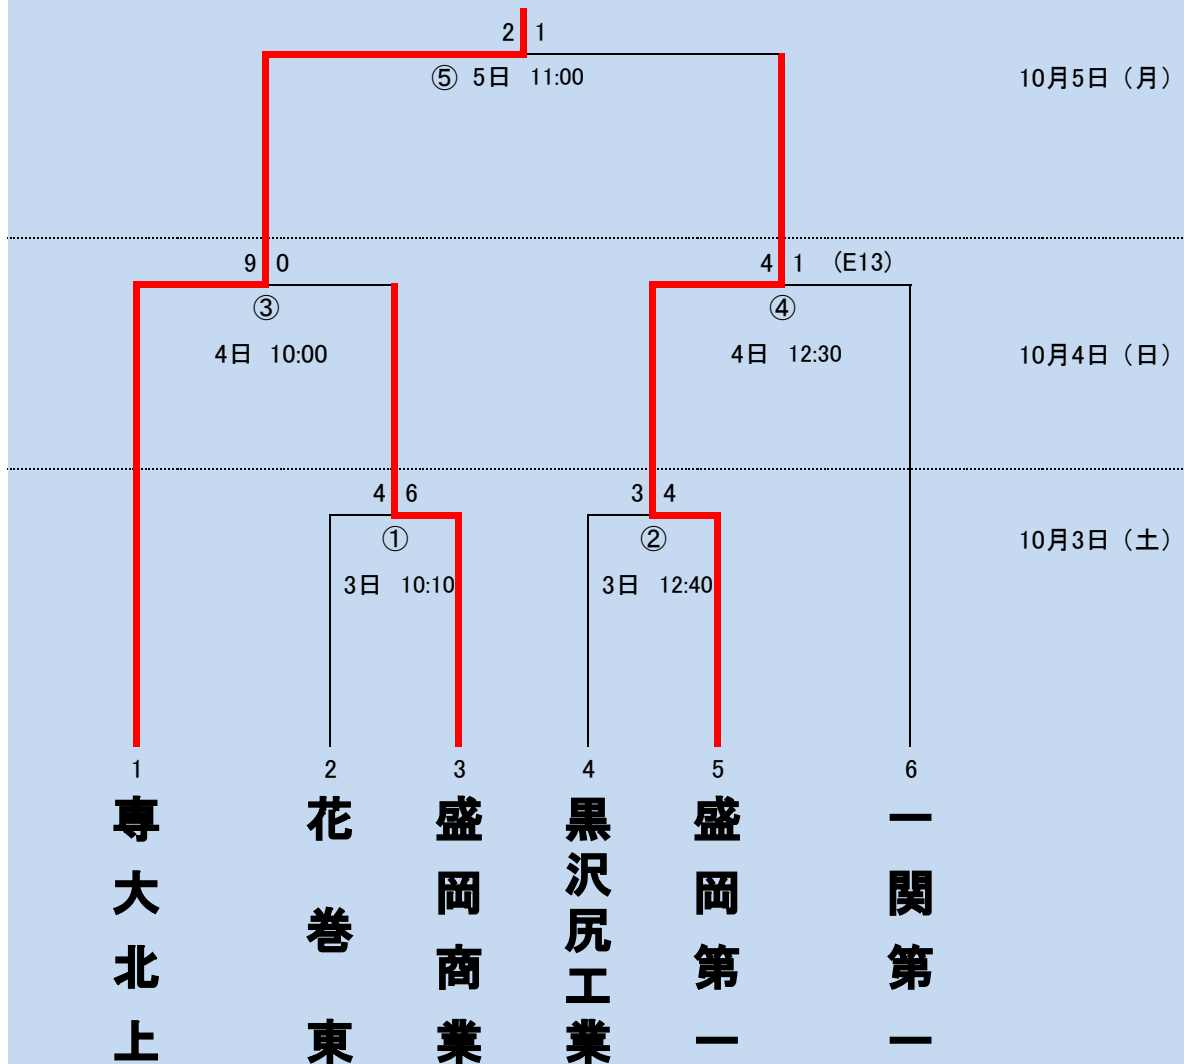 2 1
⑤ 5日 11:00
10月5日（月）
9 0
4 1 （E13）
③
④
4日 10:00
4日 12:30
10月4日（日）
4 6
3 4
①
②
10月3日（土）
3日 10:10
3日 12:40
1 2 3 4 5 6
専大北上
花巻東
盛岡商業
黒沢尻工業
盛岡第一
一関第一